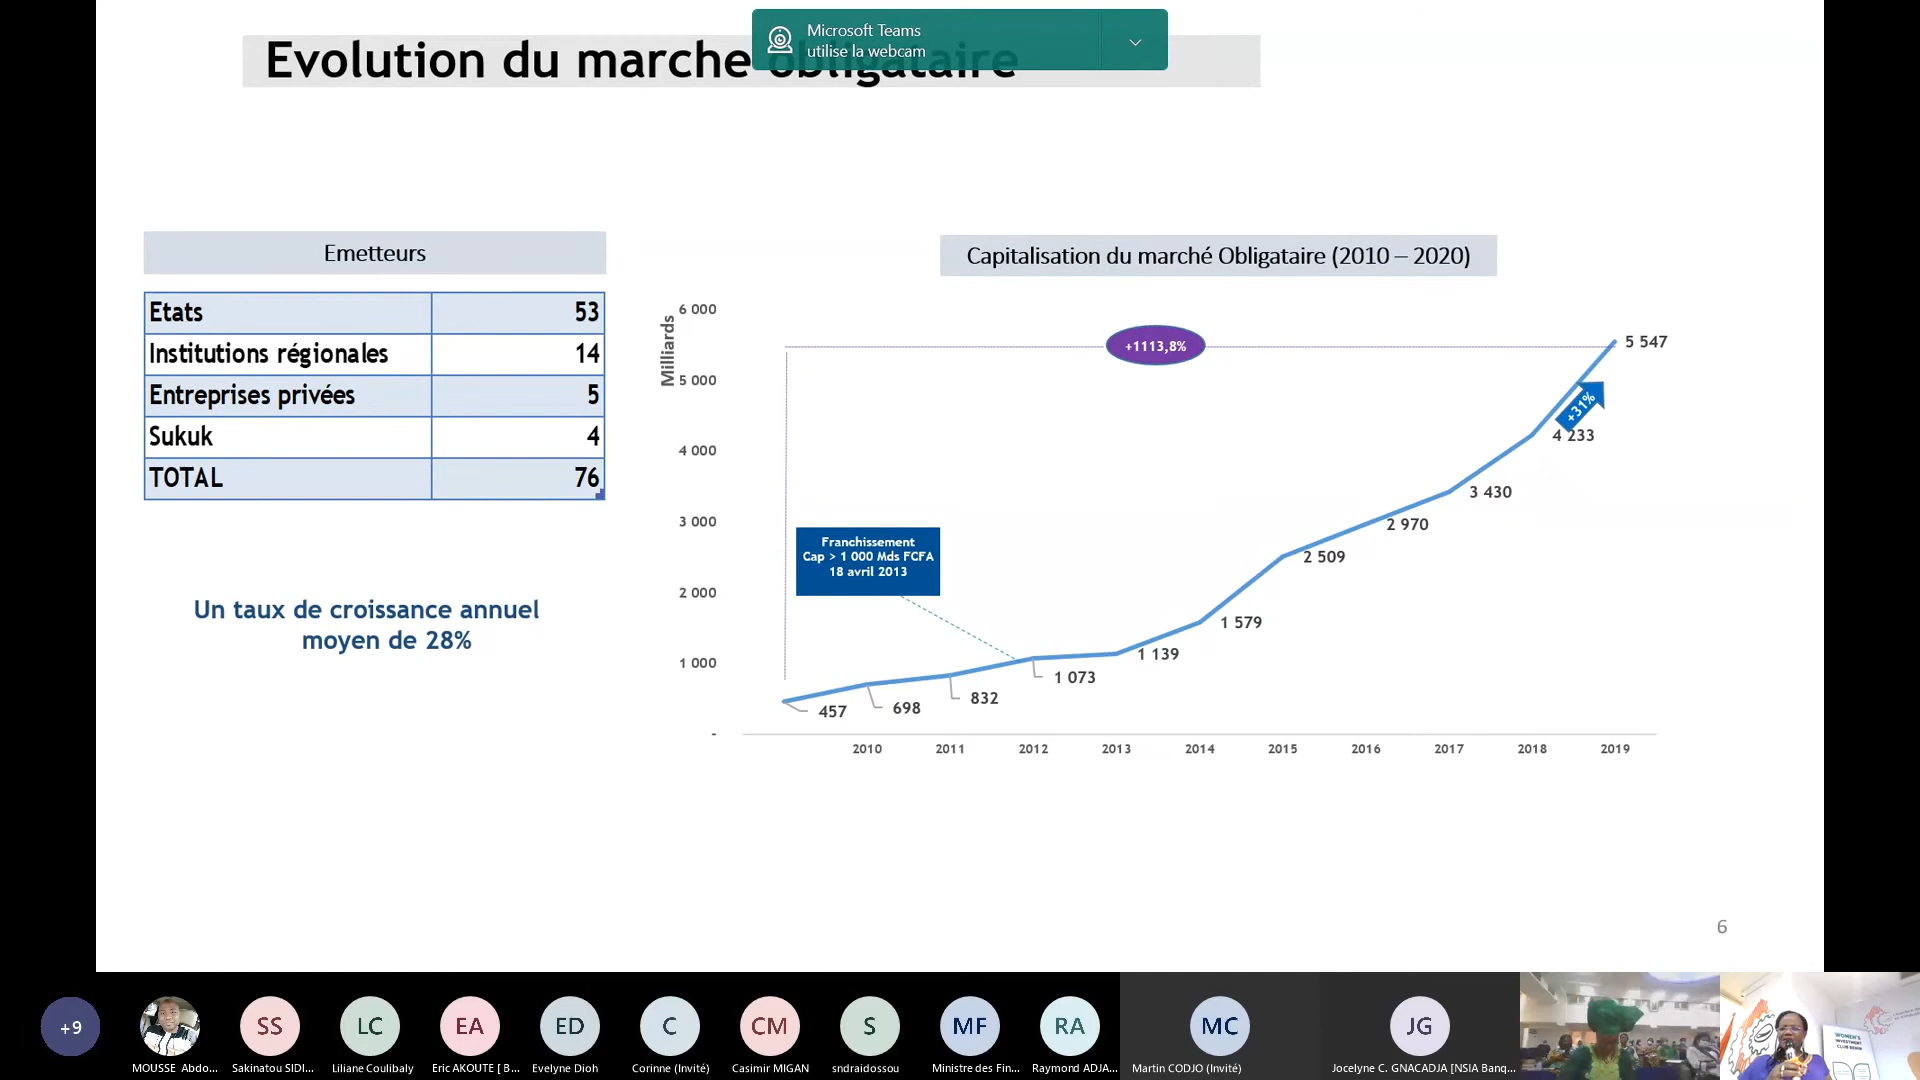 Microsoft Teams
utilise la webcam
Evolution du marche obligataire
Emetteurs
Etats 53
Institutions régionales 14
Entreprises privées 5
Sukuk 4
TOTAL 76
Un taux de croissance annuel
moyen de 28%
Capitalisation du marché Obligataire (2010 – 2020)
Milliards
6 000
5 000
4 000
3 000
2 000
1 000
-
+1113,8%
+31%
Franchissement
Cap > 1 000 Mds FCFA
18 avril 2013
457
698
832
1 073
1 139
1 579
2 509
2 970
3 430
4 233
5 547
2010 2011 2012 2013 2014 2015 2016 2017 2018 2019
6
+9
SS
LC
EA
ED
C
CM
S
MF
RA
MC
JG
MOUSSE Abdo...
Sakinatou SIDI...
Liliane Coulibaly
Eric AKOUTE [ B...
Evelyne Dioh
Corinne (Invité)
Casimir MIGAN
sndraidossou
Ministre des Fin...
Raymond ADJA...
Martin CODJO (Invité)
Jocelyne C. GNACADJA [NSIA Banq...
WOMEN'S
INVESTMENT
CLUB BENIN